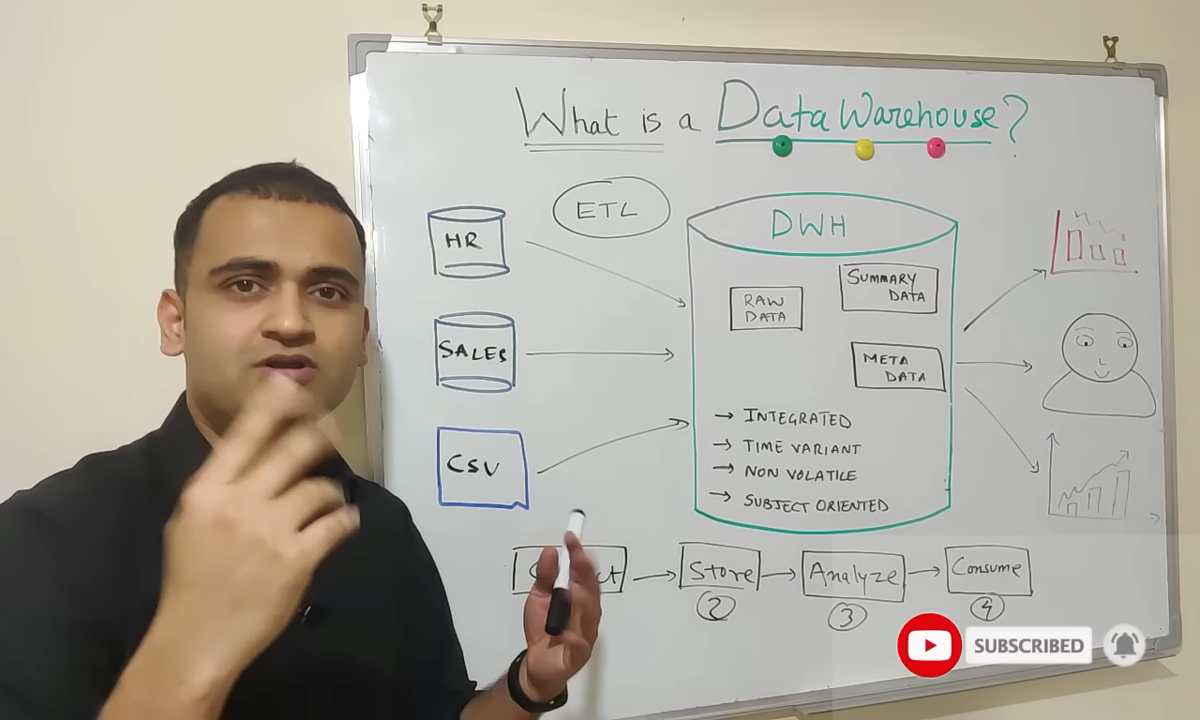 What is a Data Warehouse?
ETL
DWH
HR
SALES
CSV
RAW
DATA
SUMMARY
DATA
META
DATA
→ INTEGRATED
→ TIME VARIANT
→ NON VOLATILE
→ SUBJECT ORIENTED
Store
Analyze
Consume
2
3
4
SUBSCRIBED